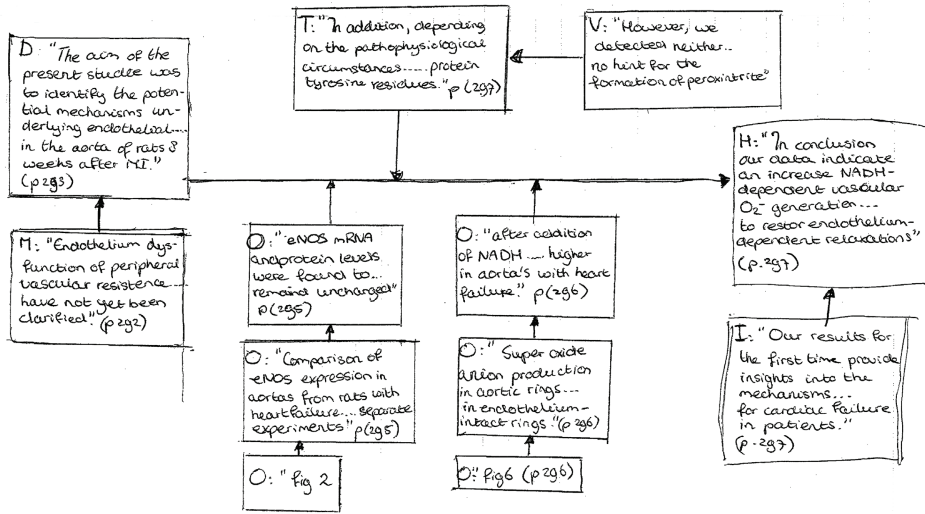 D: "The aim of the
present studee was
to identify the poten-
tial mechanisms un-
derlying endothelial....
in the aorta of rats 8
weeks after MI."
(p 293)
M: "Endothelium dys-
function of peripheral
vascular resistence....
have not yet been
clarified". (p 292)
T: "In addition, depending
on the pathophysiological
circumstances..... protein
tyrosine residues." p (297)
V: "However, we
detected neither..
no hint for the
formation of peroxintrite"
O: "eNOS mRNA
and protein levels
were found to...
remaind unchanged"
p (295)
O: "Comparison of
eNOS expression in
aortas from rats with
heart failure.... separate
experiments" p(295)
O: "fig 2
O: "after addition
of NADH .... higher
in aorta's with heart
failure." p (296)
O: "Super oxide
anion production
in aortic rings...
in endothelium-
intact rings." (p 296)
O:" fig6 (p 296)
H: "In conclusion
our data indicate
an increase NADH-
dependent vascular
O2- generation...
to restor endothelium-
dependent relaxations"
(p. 297)
I: "Our results for
the first time provide
insights into the
mechanisms...
for cardiac failure
in patients."
(p. 297)